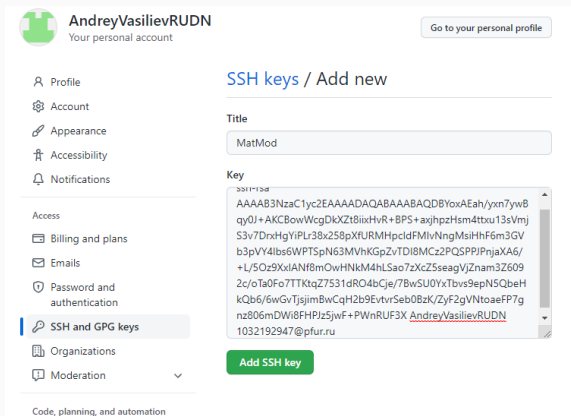 AndreyVasilievRUDN
Your personal account
Go to your personal profile
Profile
Account
Appearance
Accessibility
Notifications
Access
Billing and plans
Emails
Password and
authentication
SSH and GPG keys
Organizations
Moderation
Code, planning, and automation
SSH keys / Add new
Title
MatMod
Key
ssh-rsa
AAAAB3NzaC1yc2EAAAADAQABAAABAQDBYoxAEah/yxn7ywB
qy0J+AKCBowWcgDkXZt8iixHvR+BPS+axjhpzHsm4ttxu13sVmj
S3v7DrxHgYiPLr38x258pXfURMHpcIdFMIvNngMsiHhF6m3GV
b3pVY4Ibs6WPTSpN63MVhKGpZvTDI8MCz2PQSPPJPnjaXA6/
+L/5Oz9XxIANf8mOwHNkM4hLSao7zXcZ5seagVjZnam3Z609
2c/oTa0Fo7TTKtqZ7531dRO4bCje/7BwSU0YxTbvs9epN5QbeH
kQb6/6wGvTjsjimBwCqH2b9EvtvrSeb0BzK/ZyF2gVNtoaeFP7g
nz806mDWi8FHPJz5jwF+PWnRUF3X AndreyVasilievRUDN
1032192947@pfur.ru
Add SSH key